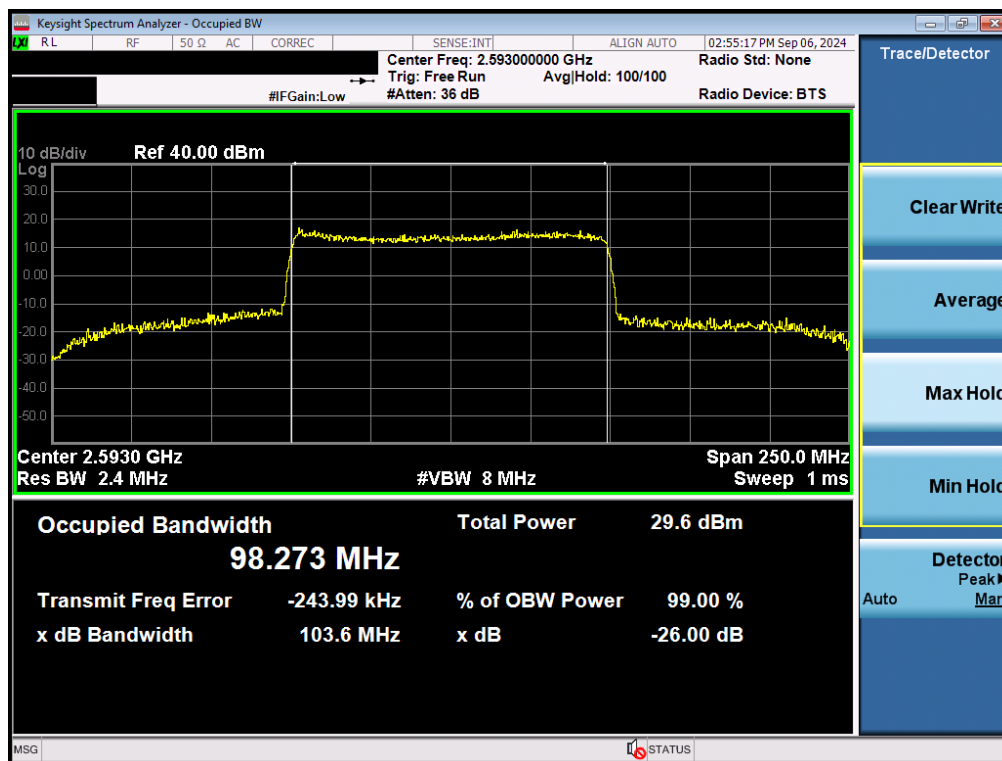 Keysight Spectrum Analyzer - Occupied BW
LXI RL RF 50 Ω AC CORREC SENSE:INT ALIGN AUTO 02:55:17 PM Sep 06, 2024
Center Freq: 2.593000000 GHz Radio Std: None
Trig: Free Run Avg|Hold: 100/100
#IFGain:Low #Atten: 36 dB Radio Device: BTS
Trace/Detector
10 dB/div Ref 40.00 dBm
Log
30.0
20.0
10.0
0.00
-10.0
-20.0
-30.0
-40.0
-50.0
Center 2.5930 GHz Span 250.0 MHz
Res BW 2.4 MHz #VBW 8 MHz Sweep 1 ms
Occupied Bandwidth Total Power 29.6 dBm
98.273 MHz
Transmit Freq Error -243.99 kHz % of OBW Power 99.00 %
x dB Bandwidth 103.6 MHz x dB -26.00 dB
Clear Write
Average
Max Hold
Min Hold
Detector
Peak
Auto Man
MSG STATUS